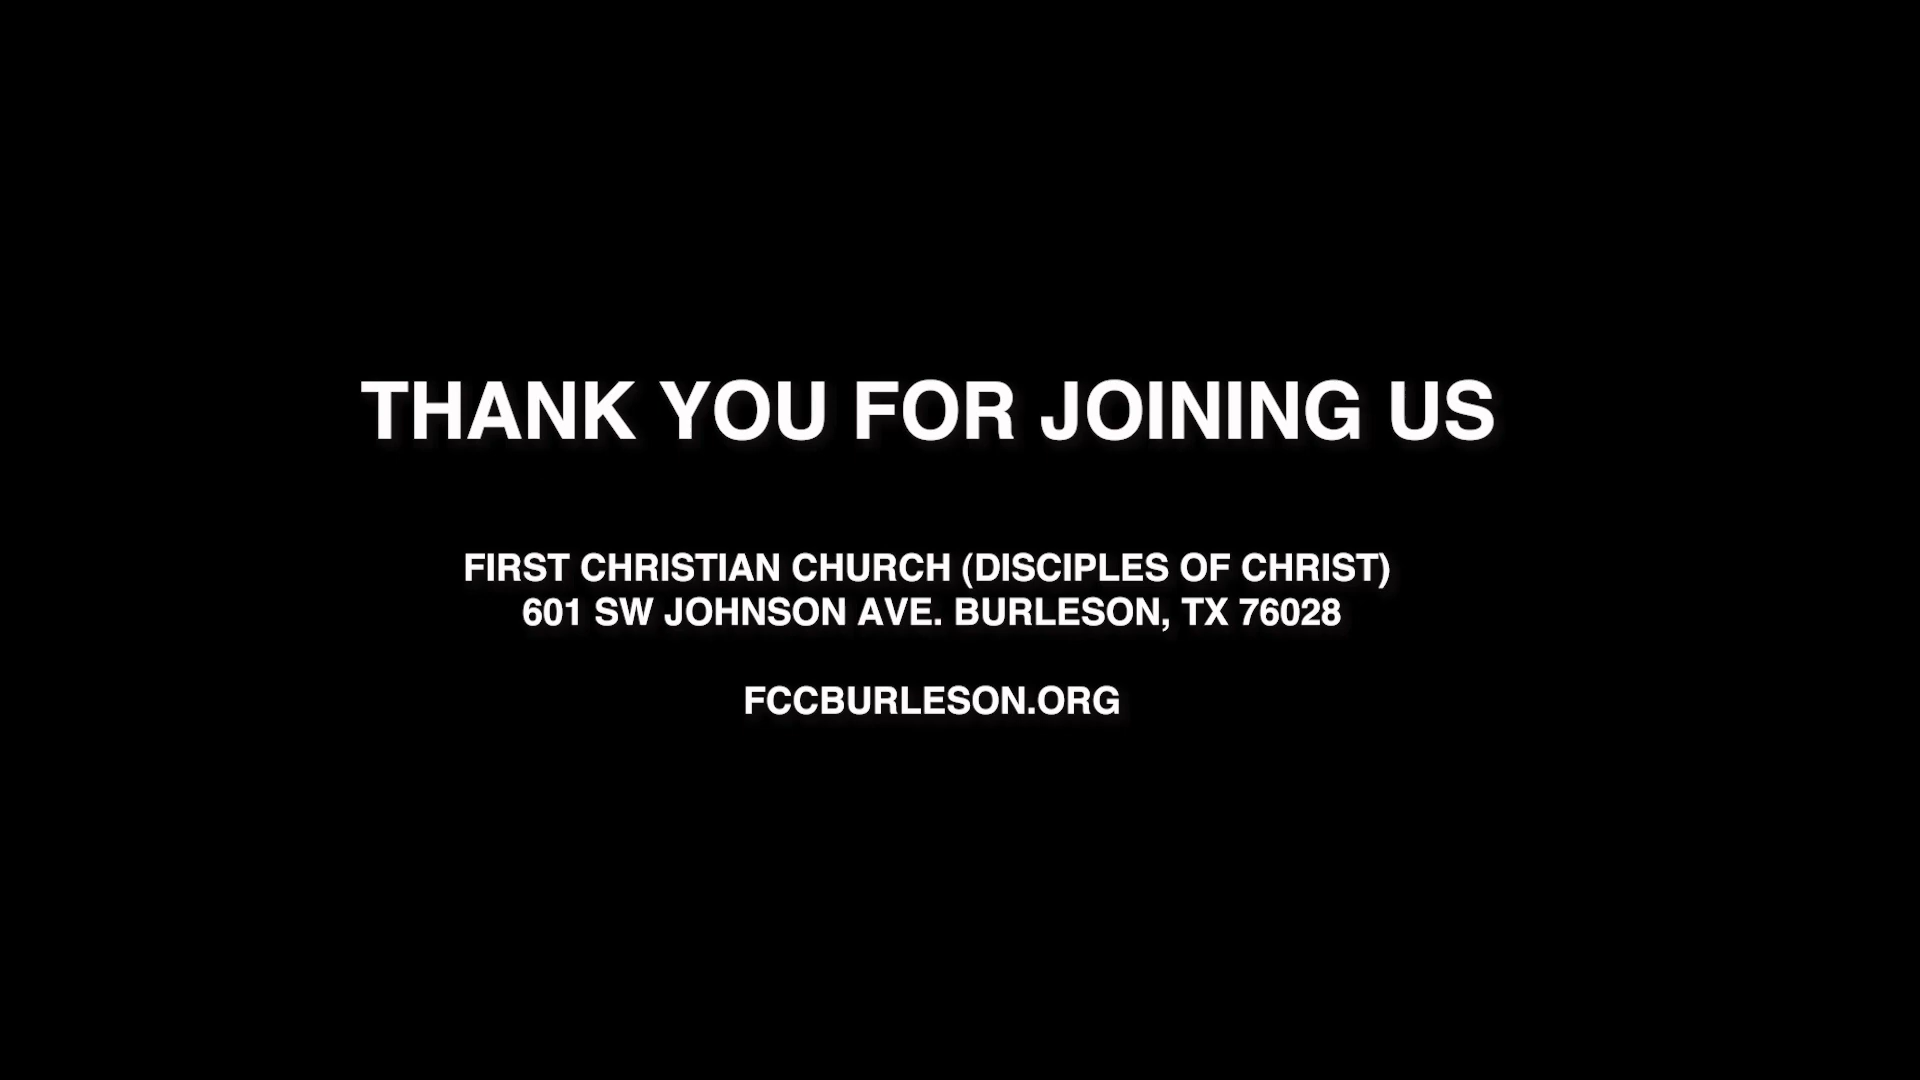 THANK YOU FOR JOINING US
FIRST CHRISTIAN CHURCH (DISCIPLES OF CHRIST)
601 SW JOHNSON AVE. BURLESON, TX 76028
FCCBURLESON.ORG